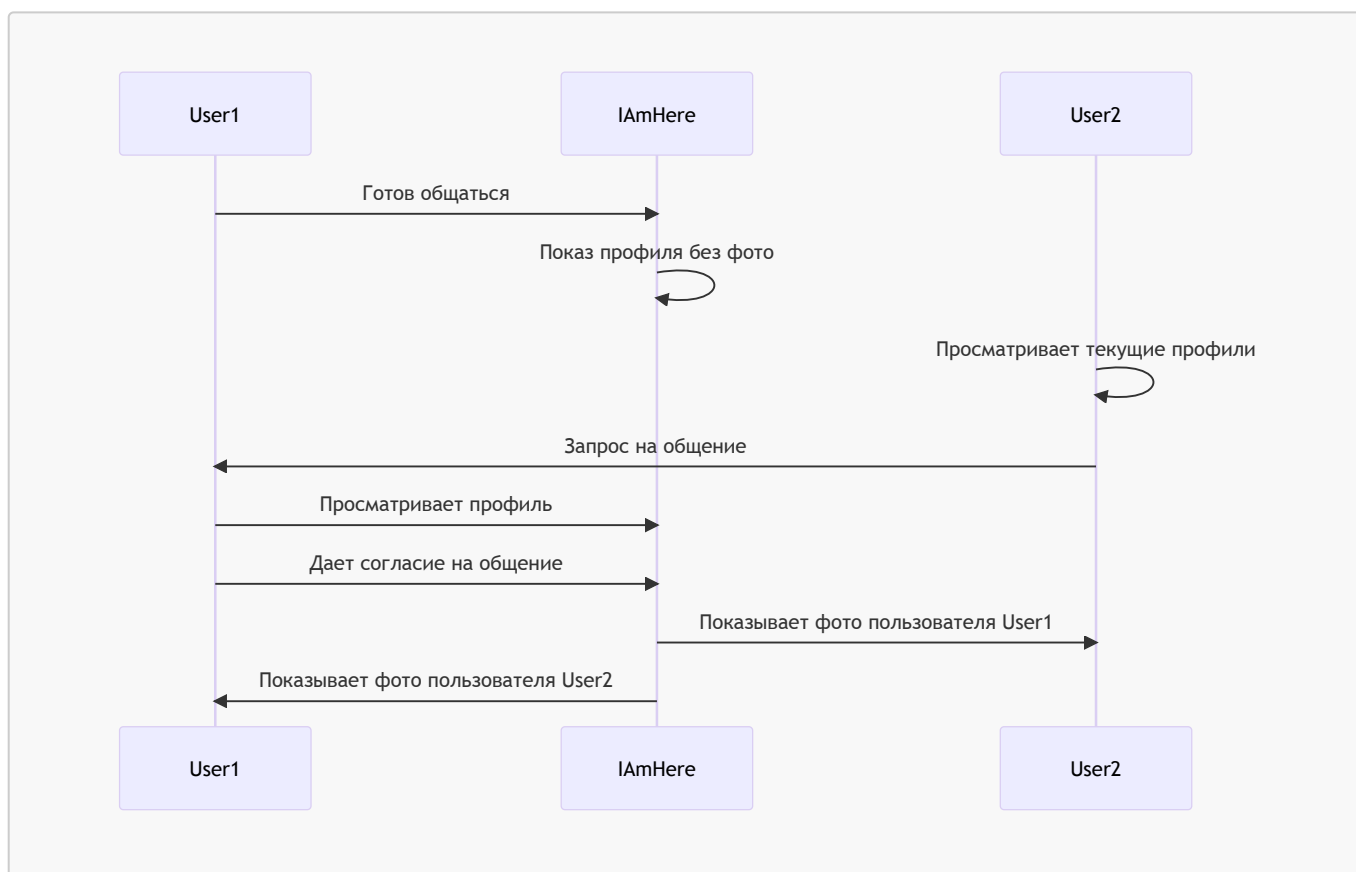 User1
IAmHere
User2
Готов общаться
Показ профиля без фото
Просматривает текущие профили
Запрос на общение
Просматривает профиль
Дает согласие на общение
Показывает фото пользователя User1
Показывает фото пользователя User2
User1
IAmHere
User2